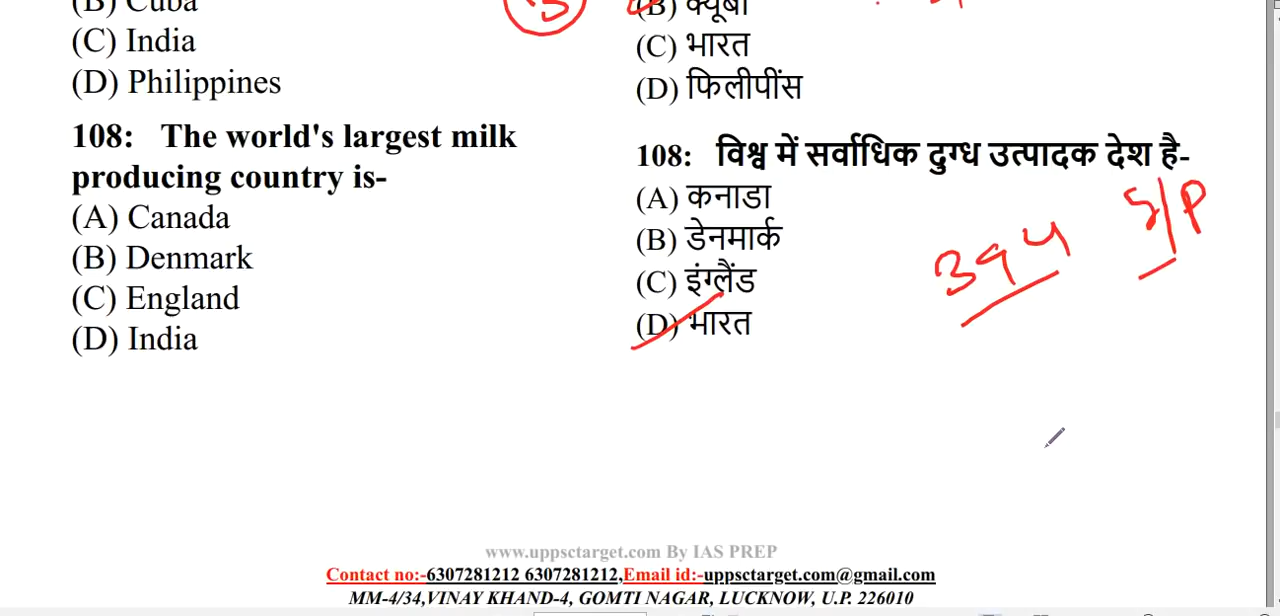 (B) Cuba
(C) India
(D) Philippines
108: The world's largest milk
producing country is-
(A) Canada
(B) Denmark
(C) England
(D) India
(B) क्यूबा
(C) भारत
(D) फिलीपींस
108: विश्व में सर्वाधिक दुग्ध उत्पादक देश है-
(A) कनाडा
(B) डेनमार्क
(C) इंग्लैंड
(D) भारत
www.uppsctarget.com By IAS PREP
Contact no:-6307281212 6307281212,Email id:-uppsctarget.com@gmail.com
MM-4/34,VINAY KHAND-4, GOMTI NAGAR, LUCKNOW, U.P. 226010